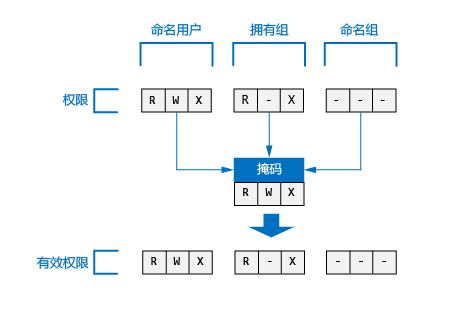 命名用户 拥有组 命名组
权限 R W X R - X - - -
掩码
R W X
有效权限 R W X R - X - - -